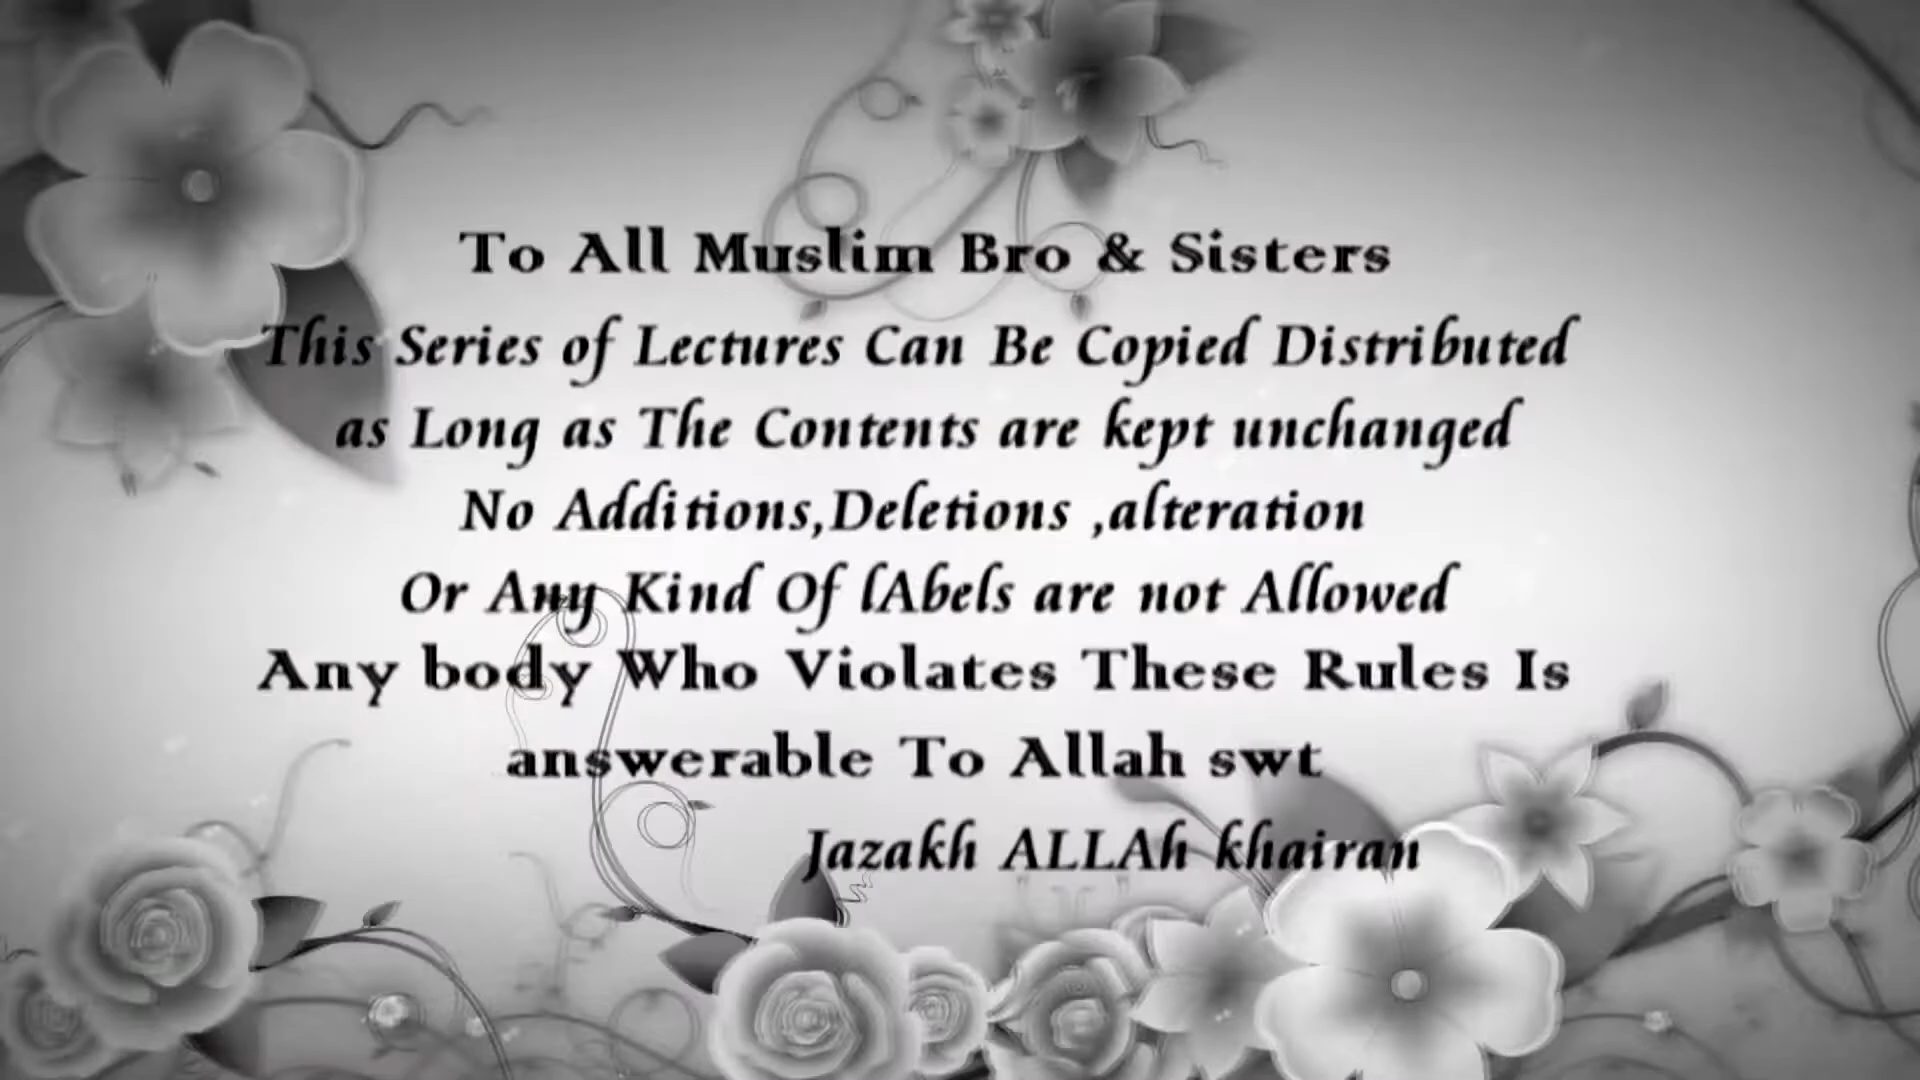 To All Muslim Bro & Sisters
This Series of Lectures Can Be Copied Distributed
as Long as The Contents are kept unchanged
No Additions,Deletions ,alteration
Or Any Kind Of lAbels are not Allowed
Any body Who Violates These Rules Is
answerable To Allah swt
Jazakh ALLAh khairan